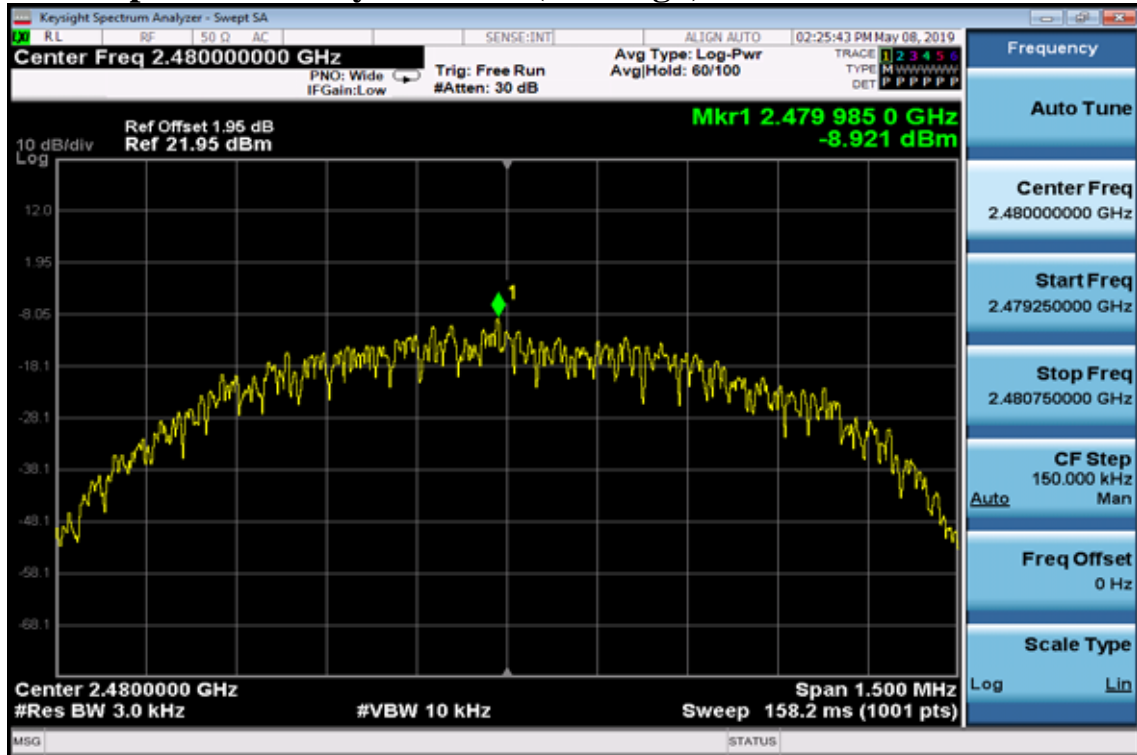 Keysight Spectrum Analyzer - Swept SA
RL RF 50 Ω AC SENSE:INT ALIGN AUTO 02:25:43 PM May 08, 2019
Center Freq 2.480000000 GHz
PNO: Wide
IFGain:Low
Trig: Free Run
#Atten: 30 dB
Avg Type: Log-Pwr
Avg|Hold: 60/100
TRACE 1 2 3 4 5 6
TYPE M WWWWW
DET P P P P P P
Mkr1 2.479 985 0 GHz
-8.921 dBm
Ref Offset 1.95 dB
10 dB/div Ref 21.95 dBm
Log
12.0
1.95
-8.05
-18.1
-28.1
-38.1
-48.1
-58.1
-68.1
1
Center 2.4800000 GHz
Span 1.500 MHz
#Res BW 3.0 kHz
#VBW 10 kHz
Sweep 158.2 ms (1001 pts)
MSG
STATUS
Frequency
Auto Tune
Center Freq
2.480000000 GHz
Start Freq
2.479250000 GHz
Stop Freq
2.480750000 GHz
CF Step
150.000 kHz
Auto Man
Freq Offset
0 Hz
Scale Type
Log Lin